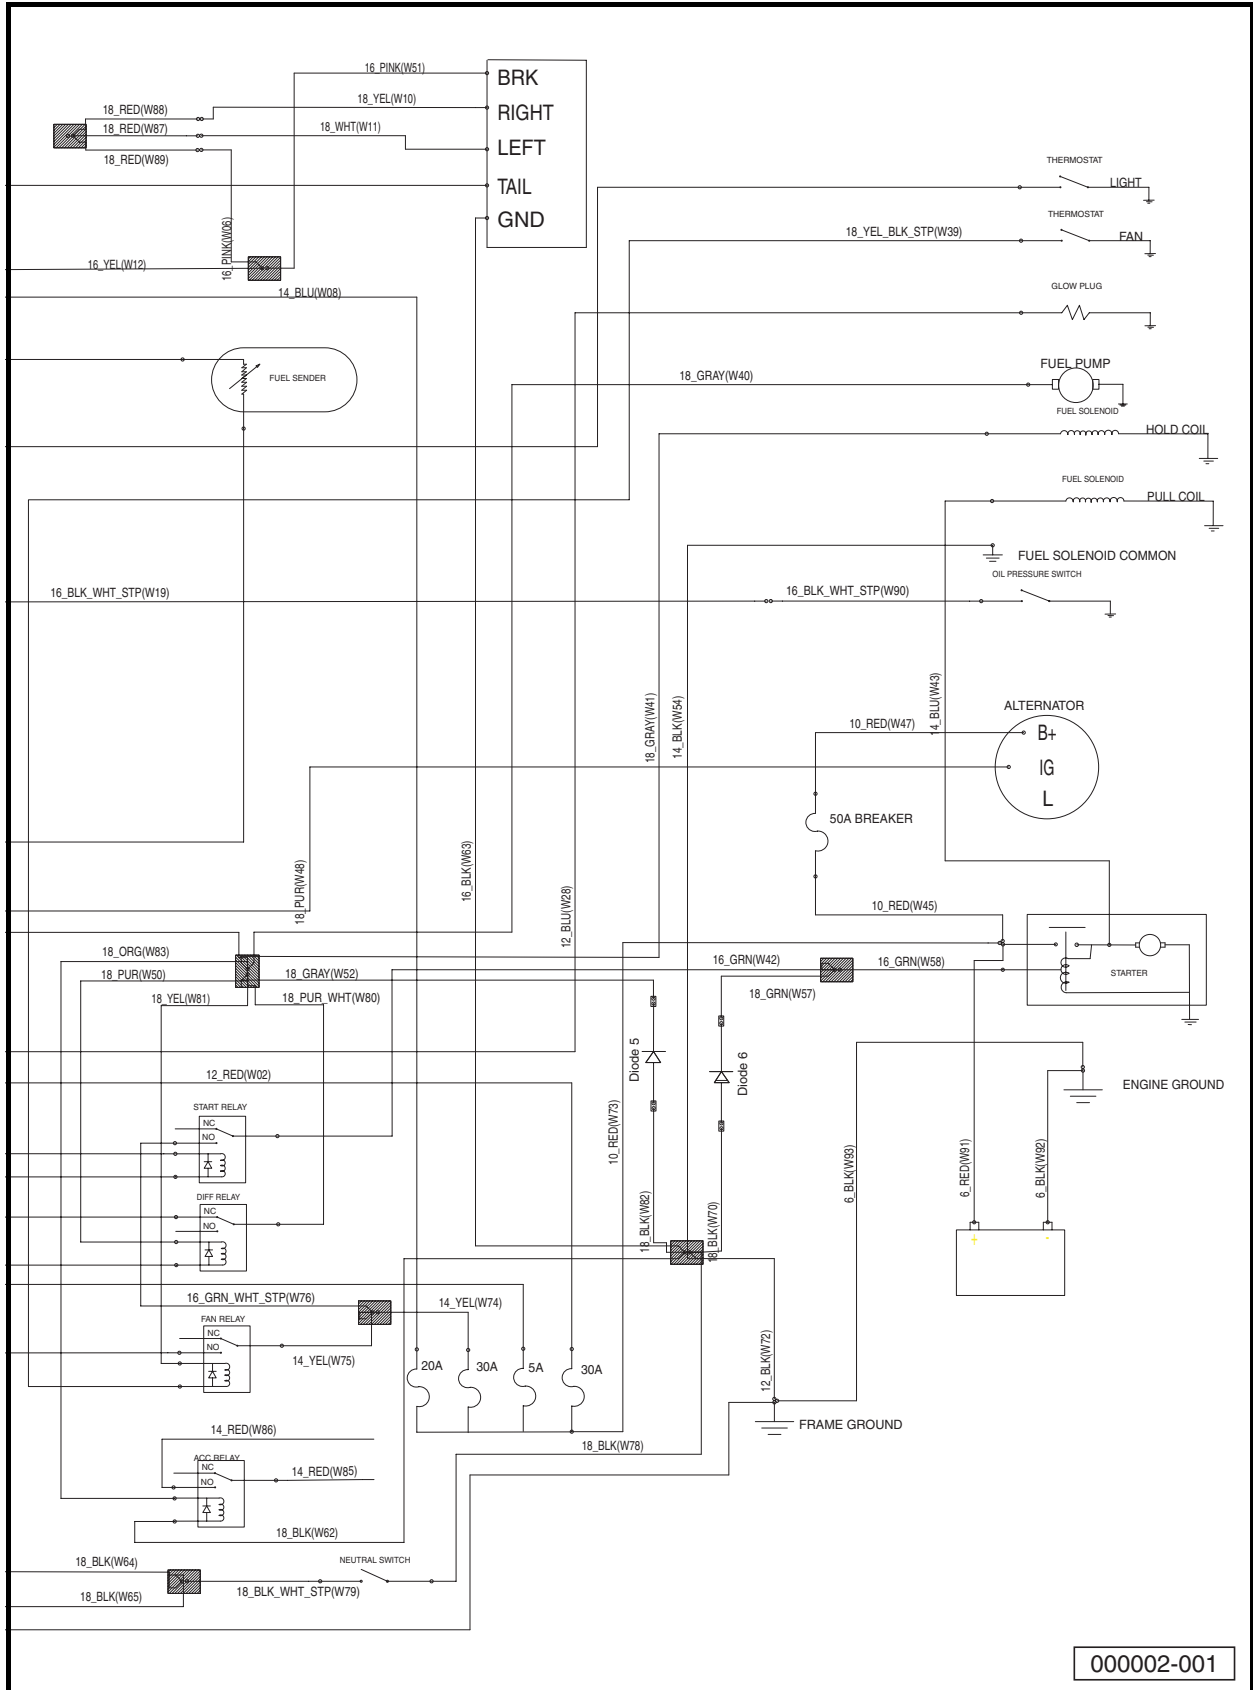 16_PINK(W51)
BRK
18_RED(W88)
18_YEL(W10)
RIGHT
18_RED(W87)
18_WHT(W11)
LEFT
18_RED(W89)
TAIL
GND
THERMOSTAT
LIGHT
THERMOSTAT
18_YEL_BLK_STP(W39)
FAN
16_PINK(W06)
16_YEL(W12)
14_BLU(W08)
GLOW PLUG
FUEL SENDER
18_GRAY(W40)
FUEL PUMP
FUEL SOLENOID
HOLD COIL
FUEL SOLENOID
PULL COIL
FUEL SOLENOID COMMON
OIL PRESSURE SWITCH
16_BLK_WHT_STP(W19)
16_BLK_WHT_STP(W90)
18_GRAY(W41)
14_BLK(W54)
14_BLU(W43)
ALTERNATOR
10_RED(W47)
B+
IG
L
50A BREAKER
18_PUR(W48)
16_BLK(W63)
12_BLU(W28)
10_RED(W45)
18_ORG(W83)
18_PUR(W50)
18_GRAY(W52)
16_GRN(W42)
16_GRN(W58)
STARTER
18_YEL(W81)
18_PUR_WHT(W80)
18_GRN(W57)
Diode 5
Diode 6
12_RED(W02)
ENGINE GROUND
START RELAY
NC
NO
10_RED(W73)
6_BLK(W93)
6_RED(W91)
6_BLK(W92)
DIFF RELAY
NC
NO
18_BLK(W82)
18_BLK(W70)
+
-
16_GRN_WHT_STP(W76)
14_YEL(W74)
FAN RELAY
NC
NO
14_YEL(W75)
20A
30A
5A
30A
12_BLK(W72)
FRAME GROUND
14_RED(W86)
18_BLK(W78)
ACC RELAY
NC
NO
14_RED(W85)
18_BLK(W62)
18_BLK(W64)
NEUTRAL SWITCH
18_BLK(W65)
18_BLK_WHT_STP(W79)
000002-001